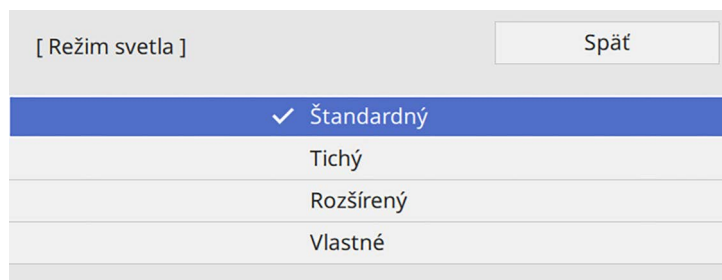 [ Režim svetla ]
Späť
Štandardný
Tichý
Rozšírený
Vlastné